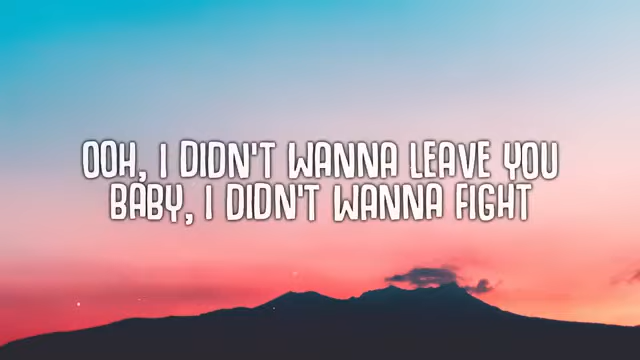 OOH, I DIDN'T WANNA LEAVE YOU
BABY, I DIDN'T WANNA FIGHT